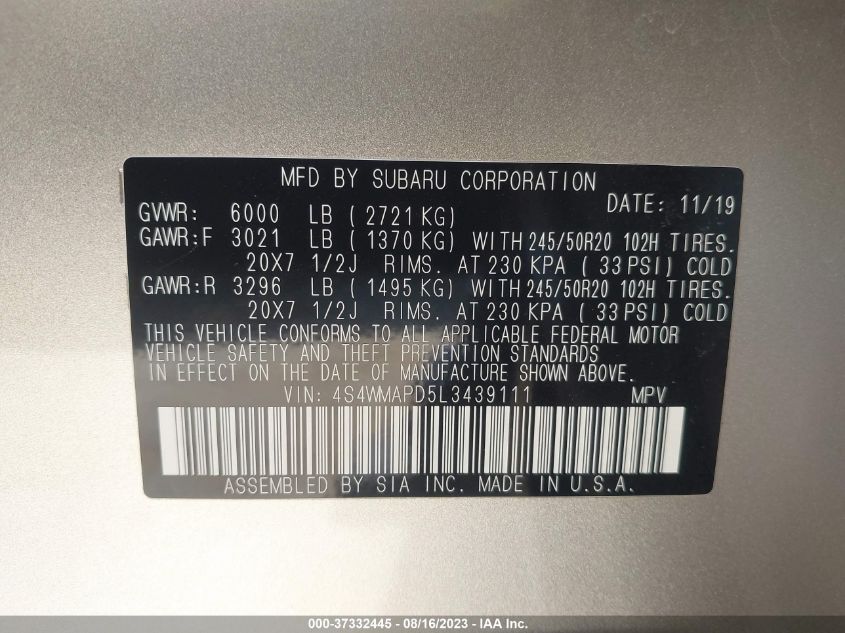 MFD BY SUBARU CORPORATION
DATE: 11/19
GVWR: 6000 LB ( 2721 KG)
GAWR:F 3021 LB ( 1370 KG) WITH 245/50R20 102H TIRES.
20X7 1/2J RIMS. AT 230 KPA ( 33 PSI) COLD
GAWR:R 3296 LB ( 1495 KG) WITH 245/50R20 102H TIRES.
20X7 1/2J RIMS. AT 230 KPA ( 33 PSI) COLD
THIS VEHICLE CONFORMS TO ALL APPLICABLE FEDERAL MOTOR
VEHICLE SAFETY AND THEFT PREVENTION STANDARDS
IN EFFECT ON THE DATE OF MANUFACTURE SHOWN ABOVE.
VIN: 4S4WMAPD5L3439111 MPV
ASSEMBLED BY SIA INC. MADE IN U.S.A.
000-37332445 - 08/16/2023 - IAA Inc.